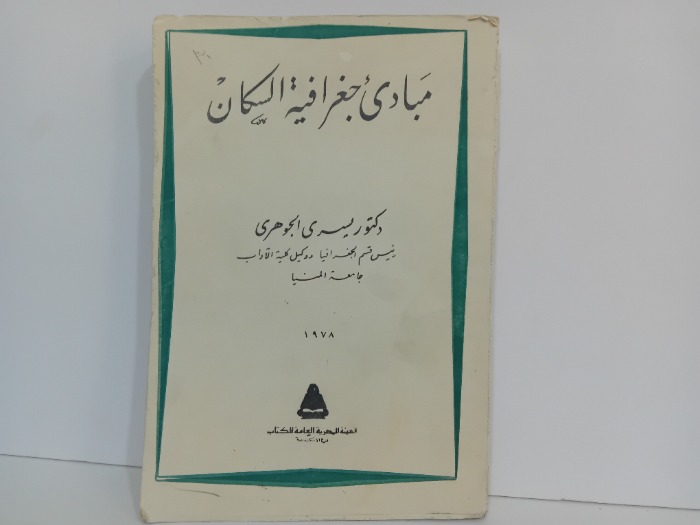 ٣٠
مبادئ جغرافية السكان
دكتور يسرى الجوهرى
رئيس قسم الجغرافيا ووكيل كلية الآداب
جامعة المنيا
١٩٧٨
الهيئة المصرية العامة للكتاب